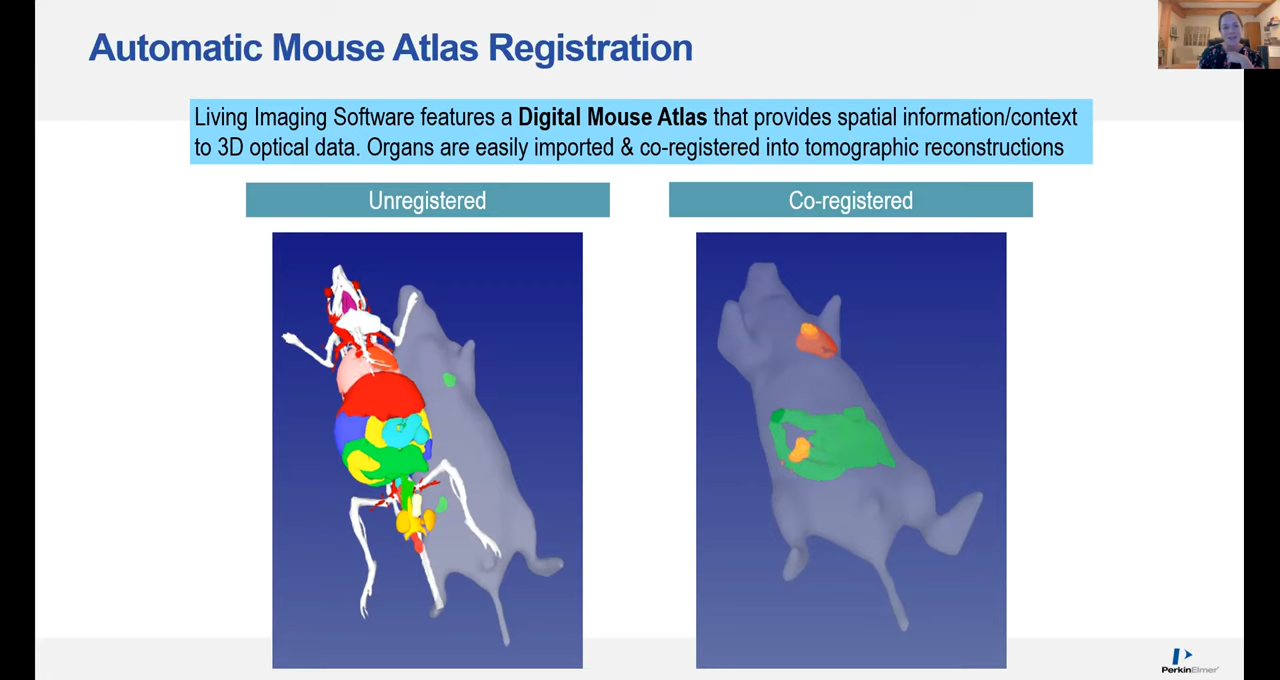 Automatic Mouse Atlas Registration
Living Imaging Software features a Digital Mouse Atlas that provides spatial information/context
to 3D optical data. Organs are easily imported & co-registered into tomographic reconstructions
Unregistered
Co-registered
PerkinElmer